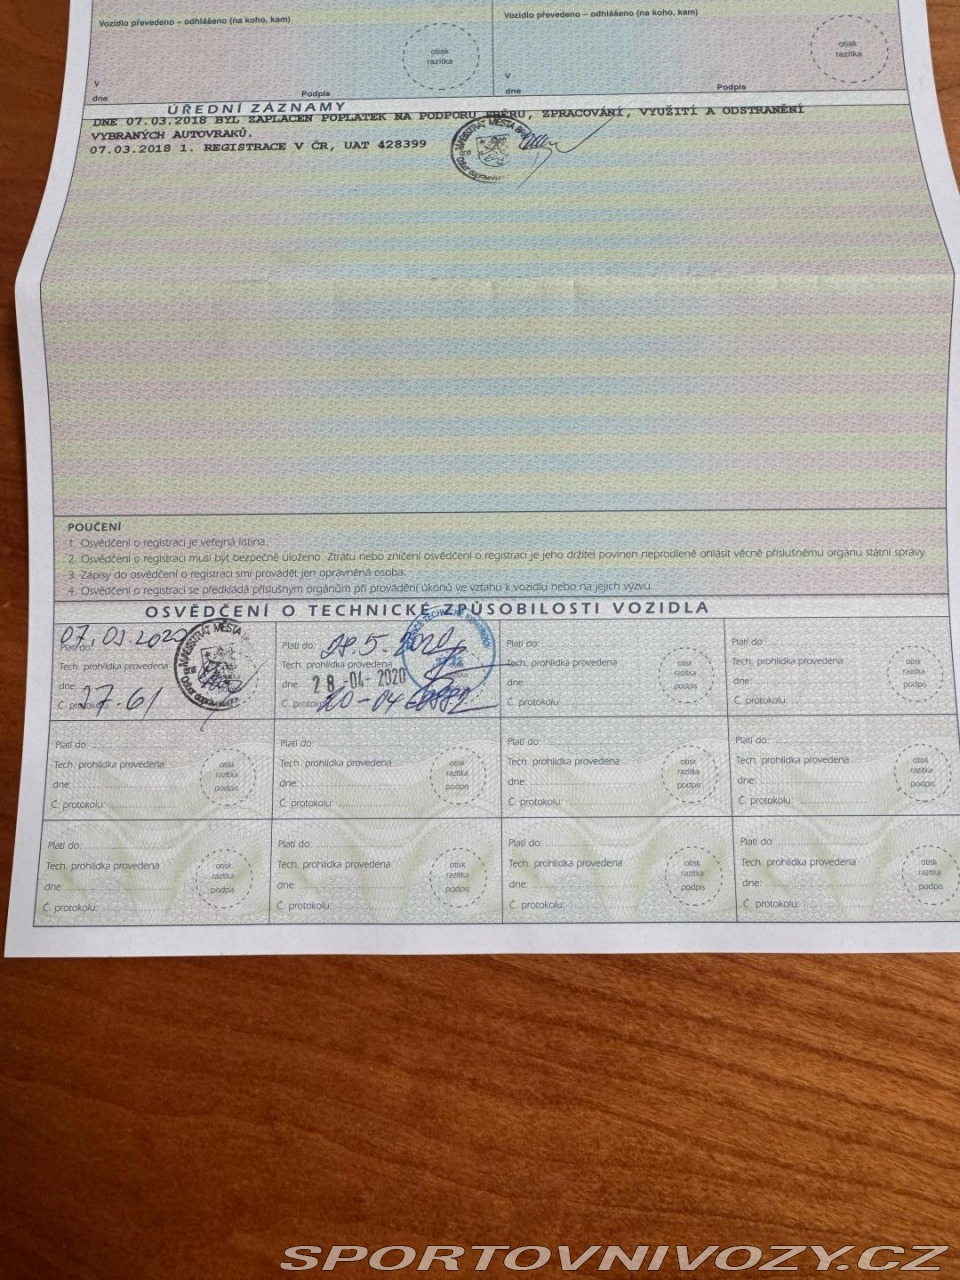 Vozidlo převedeno – odhlášeno (na koho, kam)
Vozidlo převedeno – odhlášeno (na koho, kam)
otisk
razítka
otisk
razítka
V
V
dne
Podpis
dne
Podpis
ÚŘEDNÍ ZÁZNAMY
DNE 07.03.2018 BYL ZAPLACEN POPLATEK NA PODPORU SBĚRU, ZPRACOVÁNÍ, VYUŽITÍ A ODSTRANĚNÍ
VYBRANÝCH AUTOVRAKŮ.
07.03.2018 1. REGISTRACE V ČR, UAT 428399
MAGISTRÁT MĚSTA
POUČENÍ
1. Osvědčení o registraci je veřejná listina.
2. Osvědčení o registraci musí být bezpečně uloženo. Ztrátu nebo zničení osvědčení o registraci je jeho držitel povinen neprodleně ohlásit věcně příslušnému orgánu státní správy.
3. Zápisy do osvědčení o registraci smí provádět jen oprávněná osoba.
4. Osvědčení o registraci se předkládá příslušným orgánům při provádění úkonů ve vztahu k vozidlu nebo na jejich výzvu.
OSVĚDČENÍ O TECHNICKÉ ZPŮSOBILOSTI VOZIDLA
07.03.2020
Platí do:
Tech. prohlídka provedena
dne:
Č. protokolu:
MAGISTRÁT MĚSTA
Platí do: 2020
Tech. prohlídka provedena
dne: 28-04-2020
Č. protokolu:
Platí do:
Tech. prohlídka provedena
dne:
Č. protokolu:
otisk
razítka
podpis
Platí do:
Tech. prohlídka provedena
dne:
Č. protokolu:
otisk
razítka
podpis
Platí do:
Tech. prohlídka provedena
dne:
Č. protokolu:
otisk
razítka
podpis
Platí do:
Tech. prohlídka provedena
dne:
Č. protokolu:
otisk
razítka
podpis
Platí do:
Tech. prohlídka provedena
dne:
Č. protokolu:
otisk
razítka
podpis
Platí do:
Tech. prohlídka provedena
dne:
Č. protokolu:
otisk
razítka
podpis
Platí do:
Tech. prohlídka provedena
dne:
Č. protokolu:
otisk
razítka
podpis
Platí do:
Tech. prohlídka provedena
dne:
Č. protokolu:
otisk
razítka
podpis
Platí do:
Tech. prohlídka provedena
dne:
Č. protokolu:
otisk
razítka
podpis
Platí do:
Tech. prohlídka provedena
dne:
Č. protokolu:
otisk
razítka
podpis
SPORTOVNIVOZY.CZ